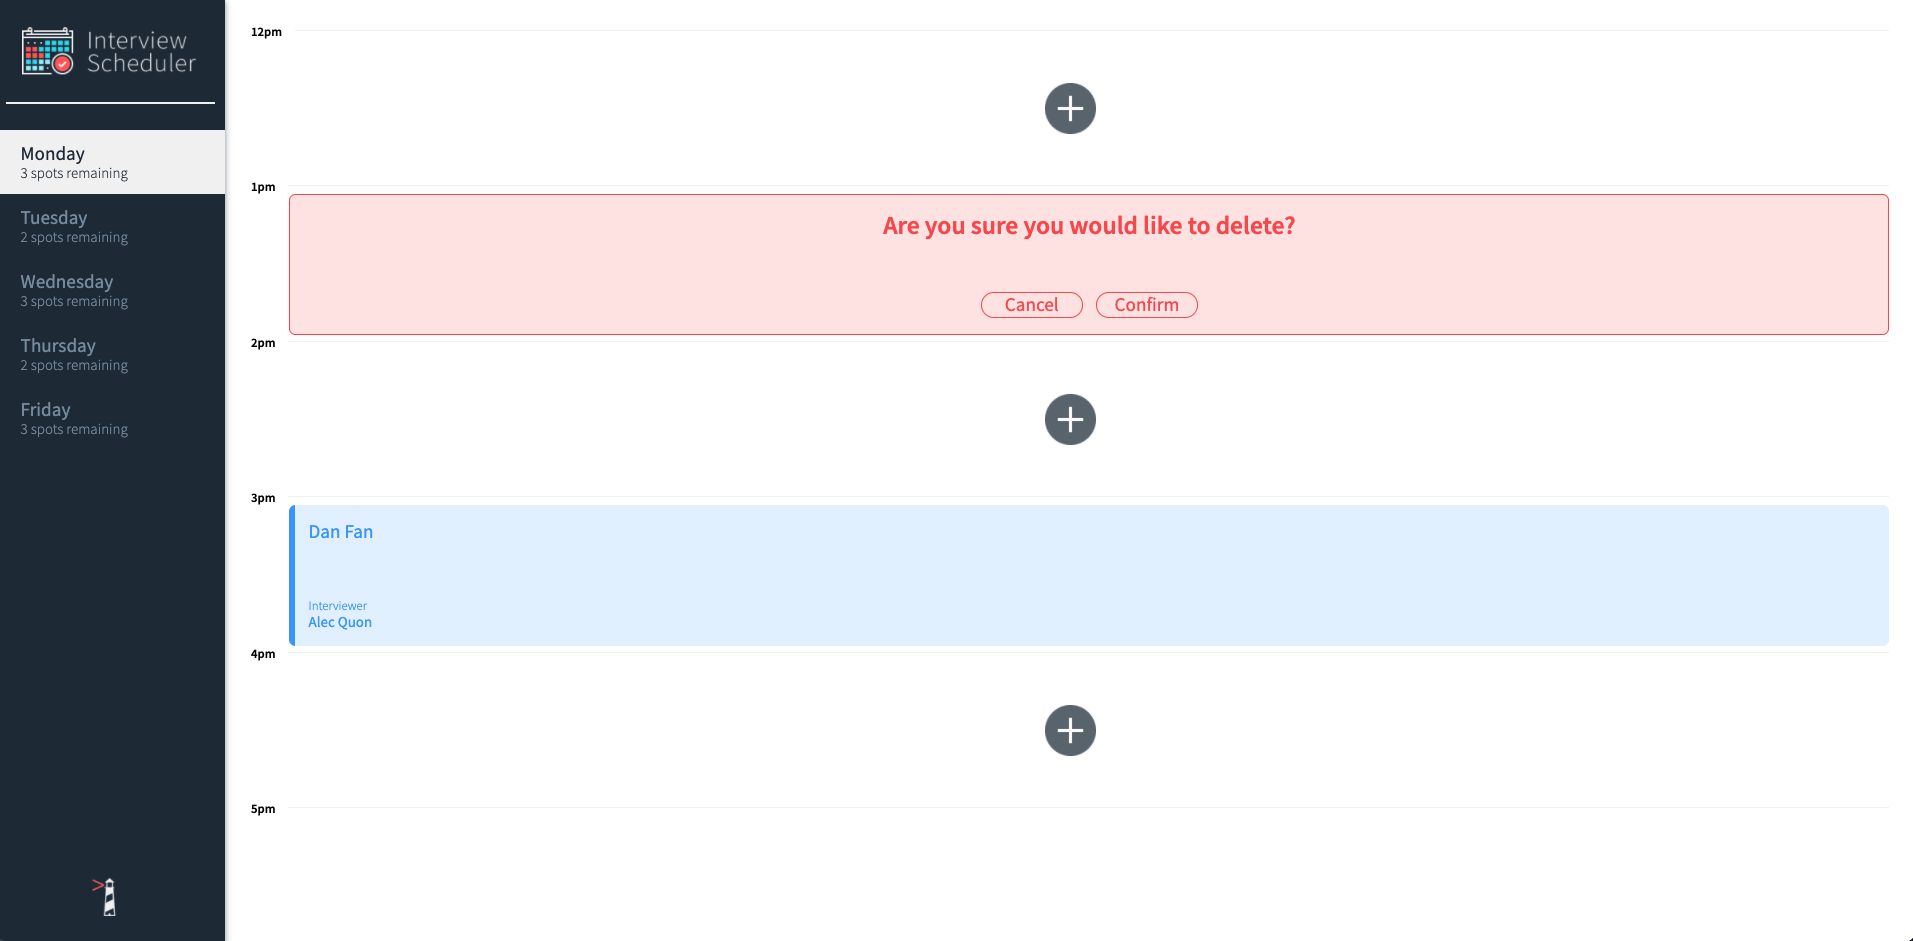 Interview
Scheduler
Monday
3 spots remaining
Tuesday
2 spots remaining
Wednesday
3 spots remaining
Thursday
2 spots remaining
Friday
3 spots remaining
12pm
1pm
Are you sure you would like to delete?
Cancel Confirm
2pm
3pm
Dan Fan
Interviewer
Alec Quon
4pm
5pm